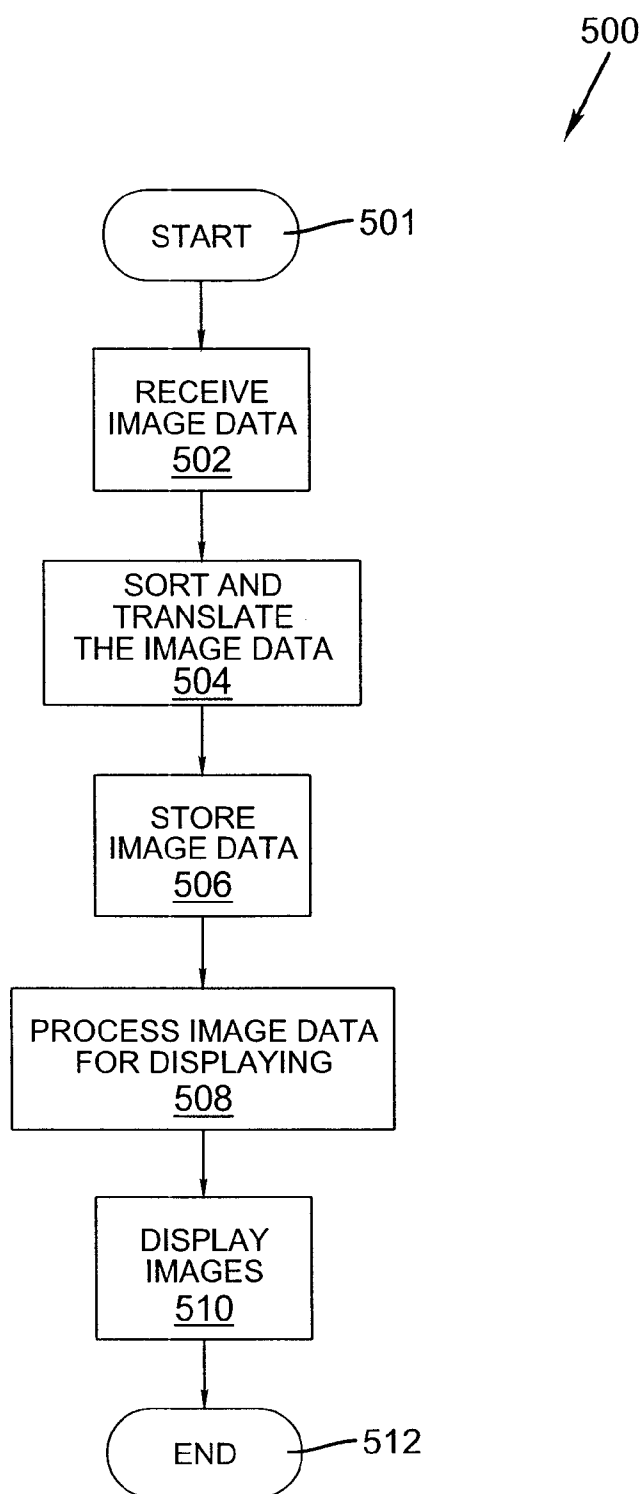 500
START
501
RECEIVE
IMAGE DATA
502
SORT AND
TRANSLATE
THE IMAGE DATA
504
STORE
IMAGE DATA
506
PROCESS IMAGE DATA
FOR DISPLAYING
508
DISPLAY
IMAGES
510
END
512